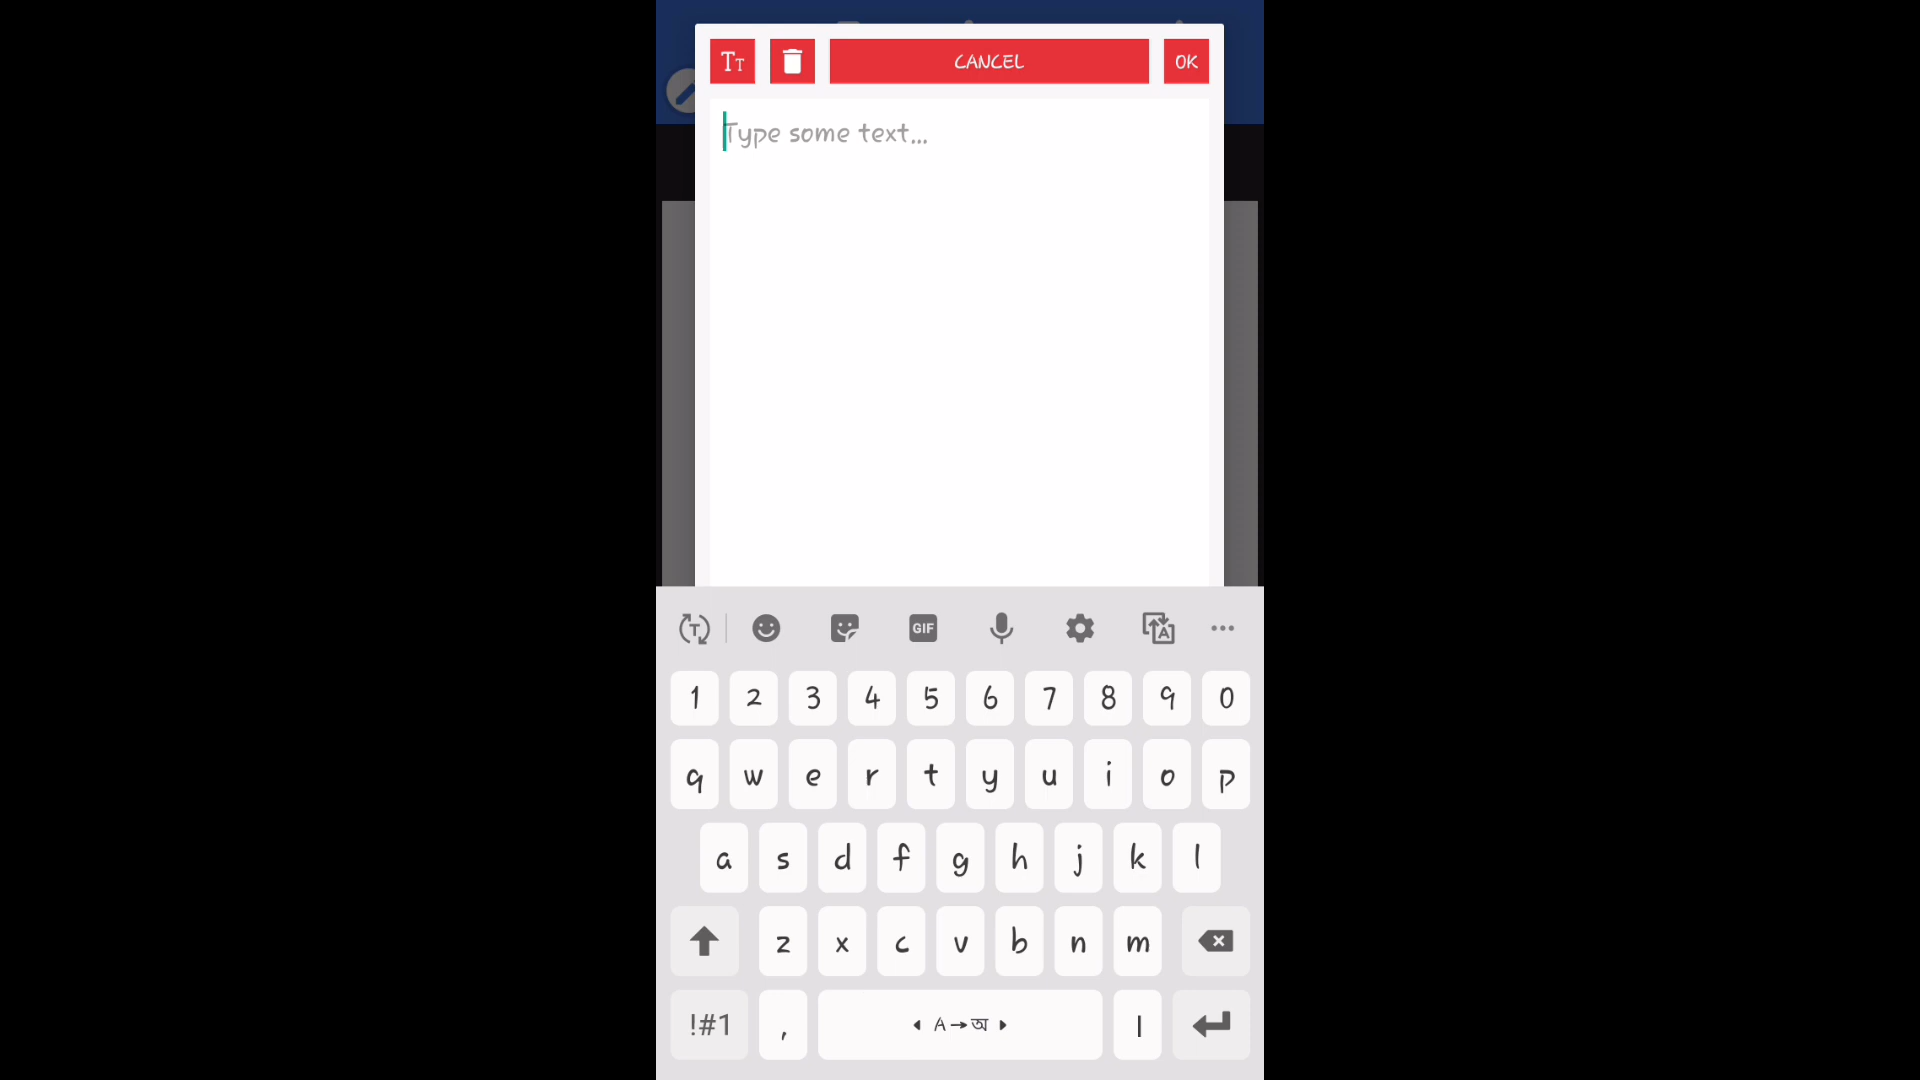 Tт CANCEL OK
Type some text...
T GIF A
1 2 3 4 5 6 7 8 9 0
q w e r t y u i o p
a s d f g h j k l
z x c v b n m
!#1 , A→অ ।